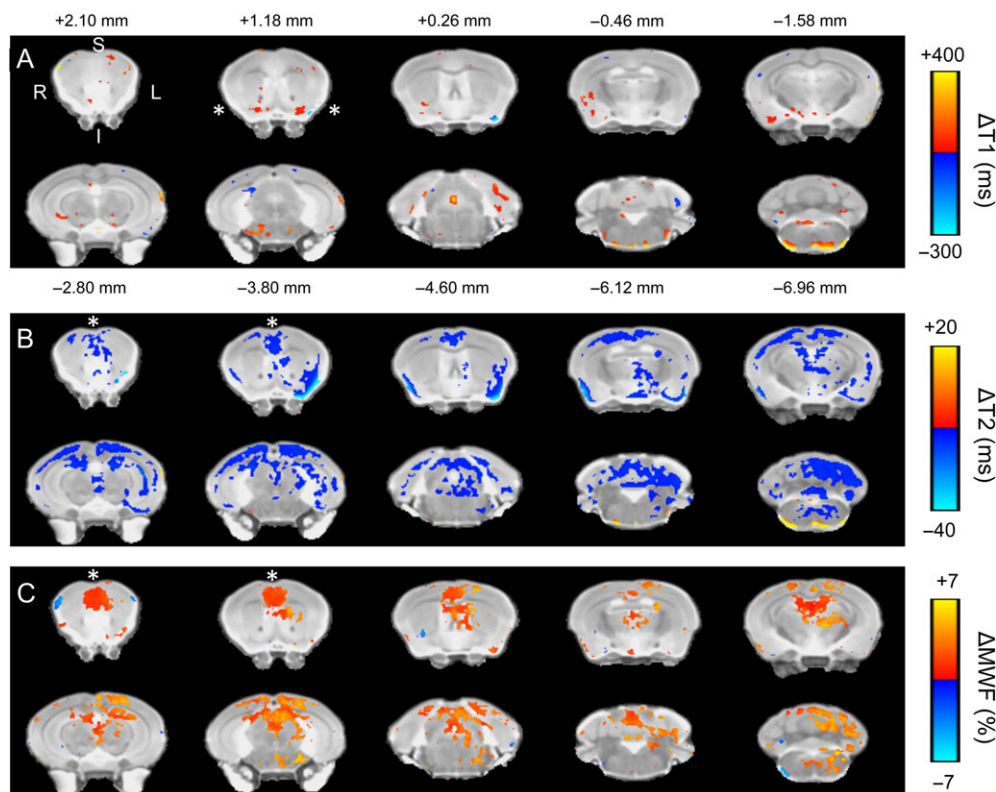 +2.10 mm +1.18 mm +0.26 mm −0.46 mm −1.58 mm
A S R L I * *
+400
ΔT1 (ms)
−300
−2.80 mm −3.80 mm −4.60 mm −6.12 mm −6.96 mm
B * *
+20
ΔT2 (ms)
−40
C * *
+7
ΔMWF (%)
−7